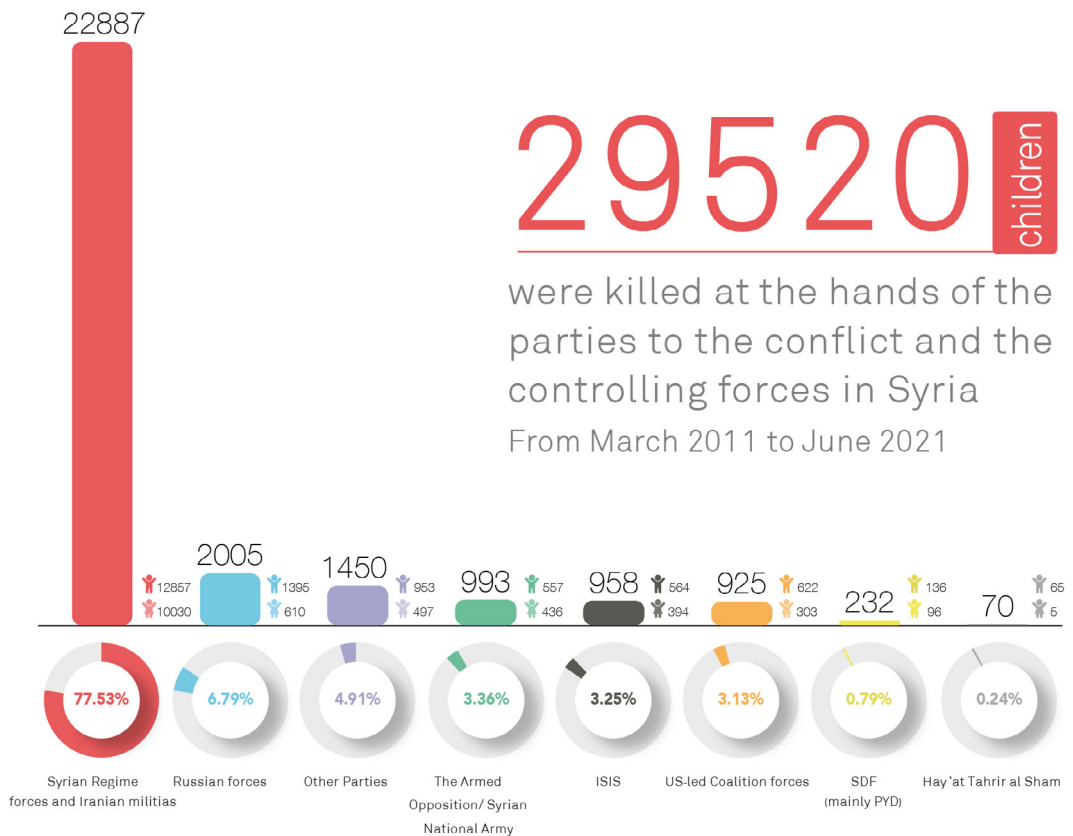 22887
29520
children
were killed at the hands of the
parties to the conflict and the
controlling forces in Syria
From March 2011 to June 2021
12857
10030
2005
1395
610
1450
953
497
993
557
436
958
564
394
925
622
303
232
136
96
70
65
5
77.53%
6.79%
4.91%
3.36%
3.25%
3.13%
0.79%
0.24%
Syrian Regime
forces and Iranian militias
Russian forces
Other Parties
The Armed
Opposition/ Syrian
National Army
ISIS
US-led Coalition forces
SDF
(mainly PYD)
Hay'at Tahrir al Sham